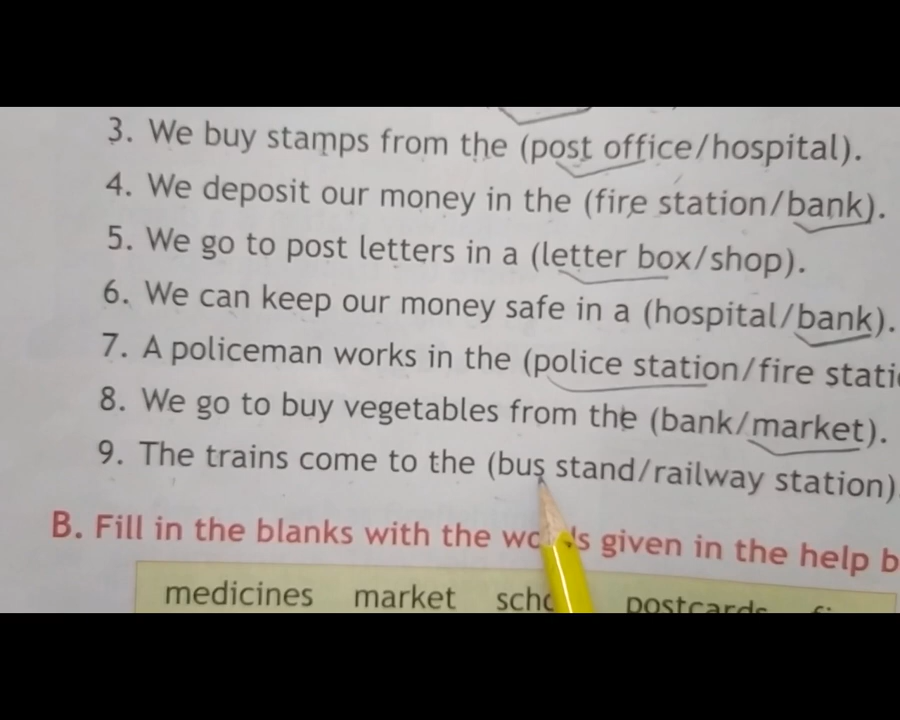 3. We buy stamps from the (post office/hospital).
4. We deposit our money in the (fire station/bank).
5. We go to post letters in a (letter box/shop).
6. We can keep our money safe in a (hospital/bank).
7. A policeman works in the (police station/fire stati
8. We go to buy vegetables from the (bank/market).
9. The trains come to the (bus stand/railway station)
B. Fill in the blanks with the given in the help b
medicines market postcards